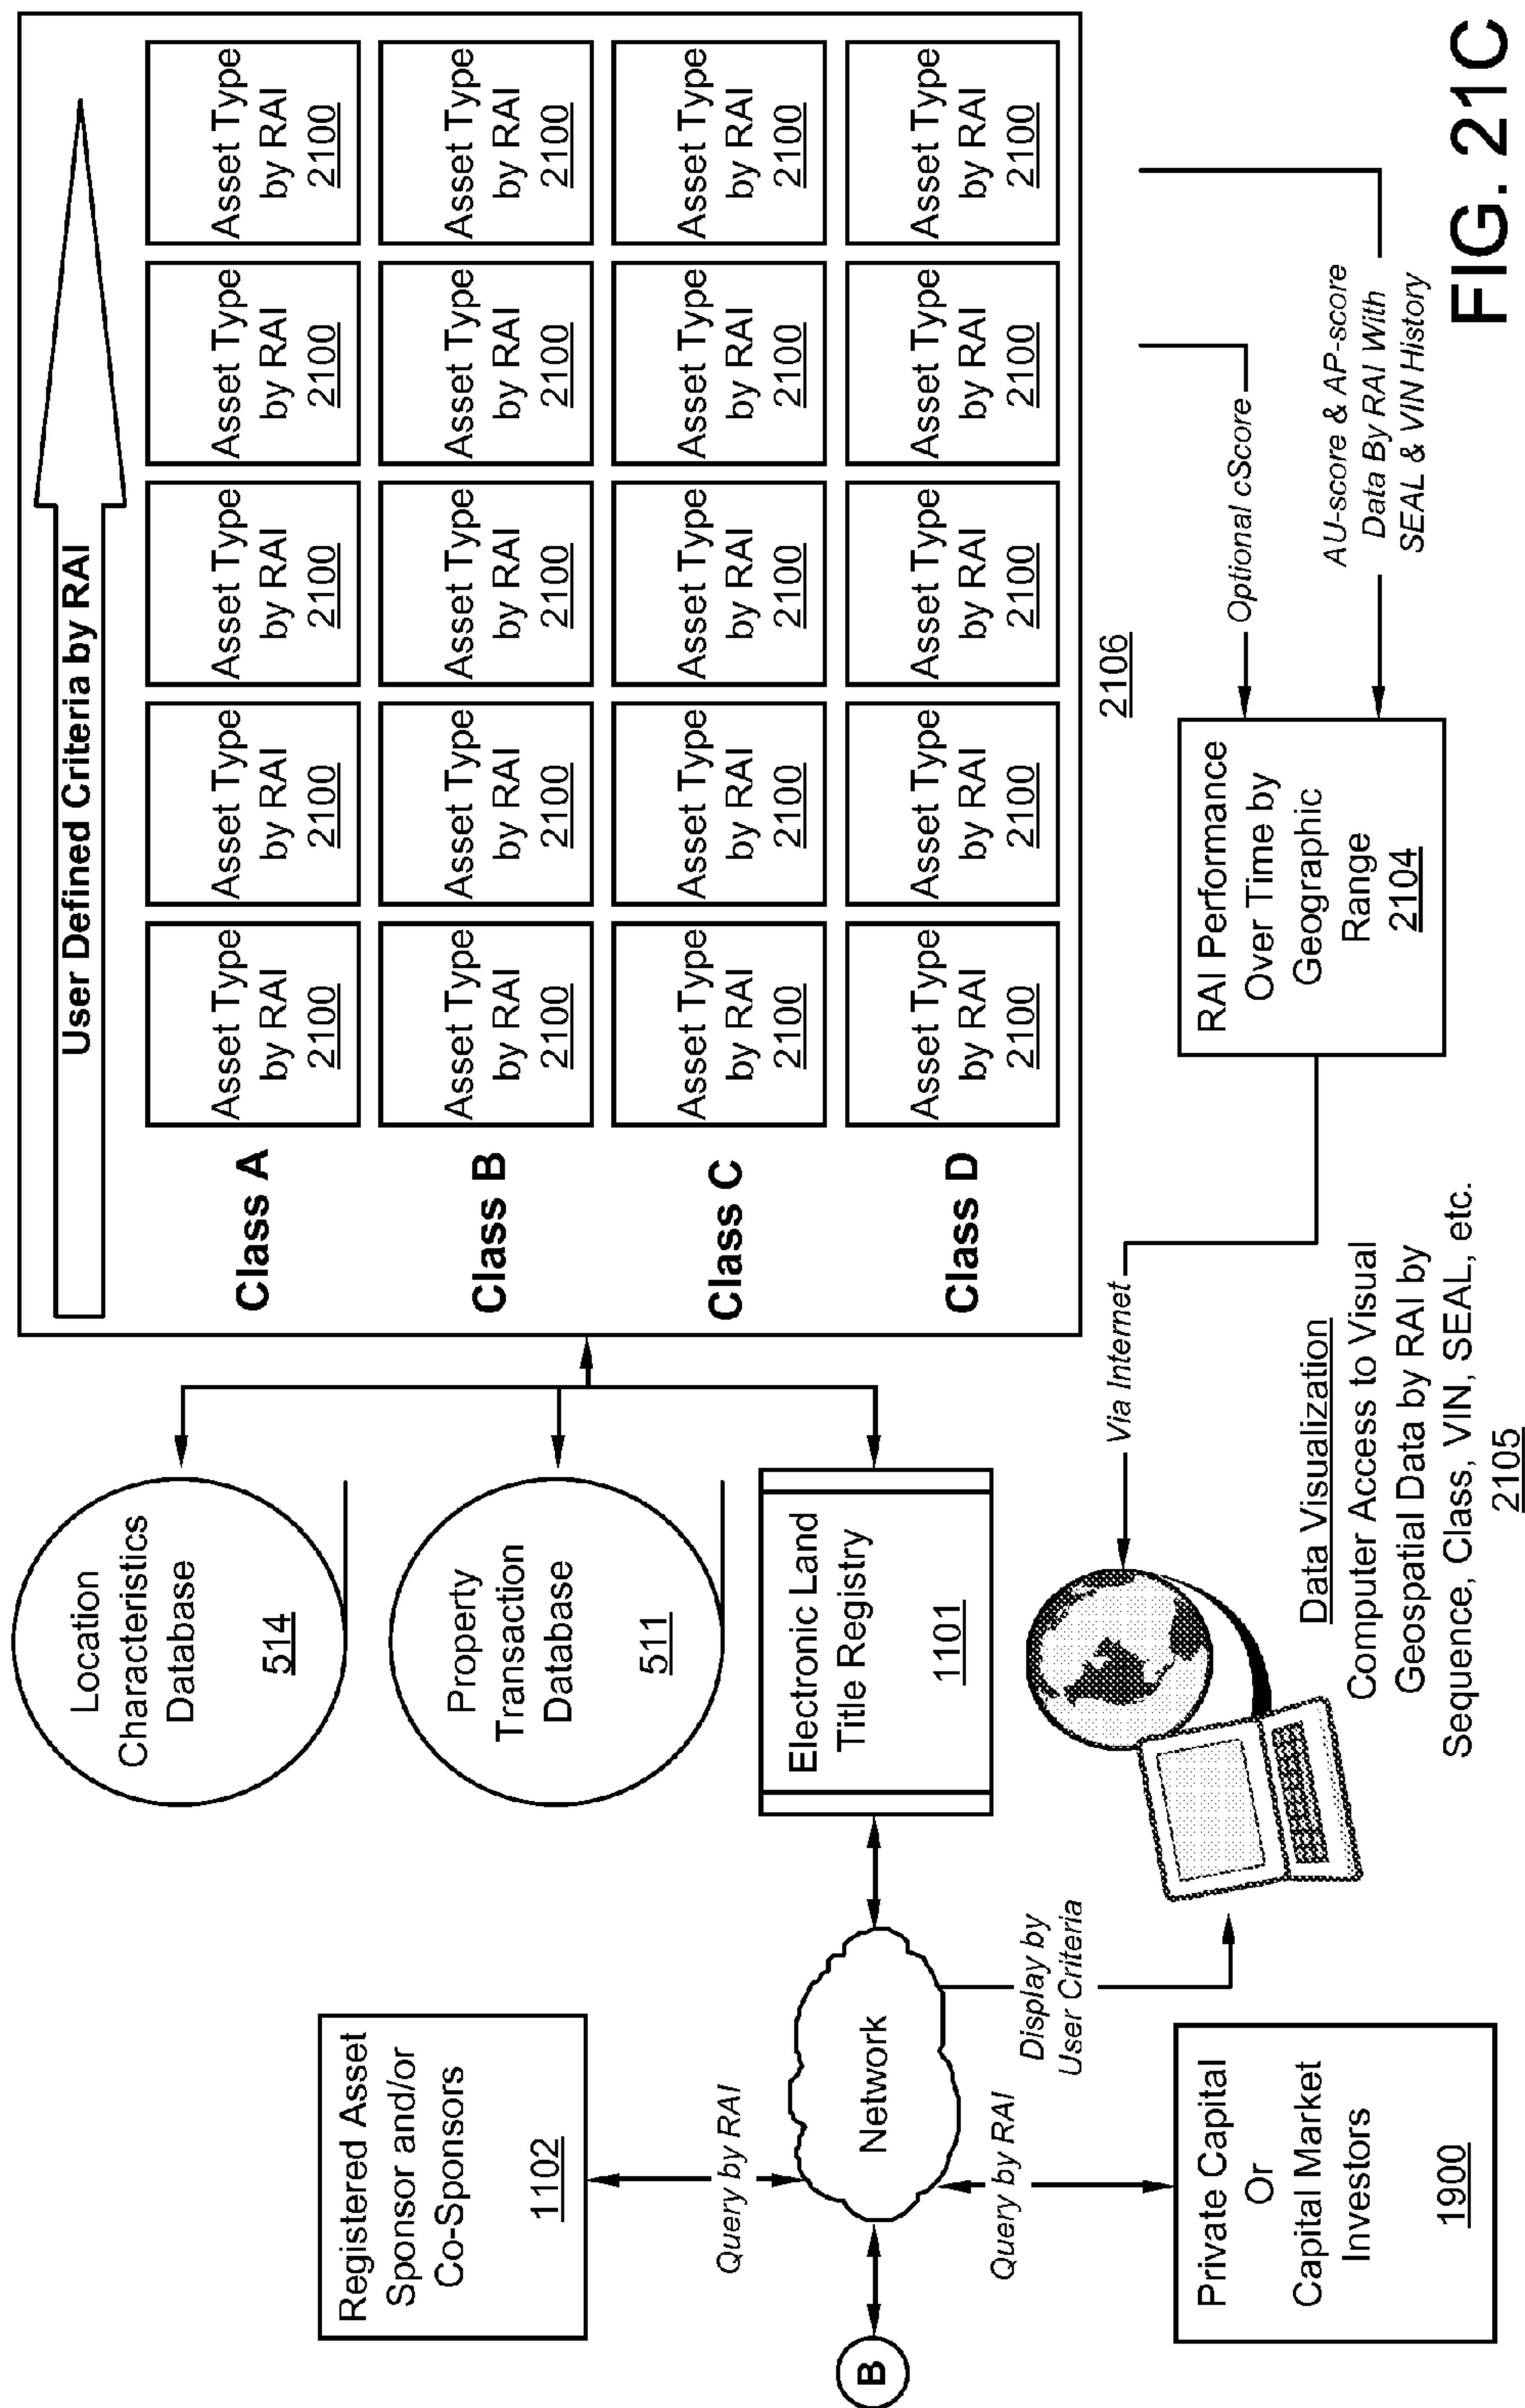 Registered Asset
Sponsor and/or
Co-Sponsors
1102
Query by RAI
B
Network
Query by RAI
Private Capital
Or
Capital Market
Investors
1900
Display by
User Criteria
Location
Characteristics
Database
514
Property
Transaction
Database
511
Electronic Land
Title Registry
1101
Via Internet
Data Visualization
Computer Access to Visual
Geospatial Data by RAI by
Sequence, Class, VIN, SEAL, etc.
2105
User Defined Criteria by RAI
Class A
Asset Type
by RAI
2100
Asset Type
by RAI
2100
Asset Type
by RAI
2100
Asset Type
by RAI
2100
Asset Type
by RAI
2100
Class B
Asset Type
by RAI
2100
Asset Type
by RAI
2100
Asset Type
by RAI
2100
Asset Type
by RAI
2100
Asset Type
by RAI
2100
Class C
Asset Type
by RAI
2100
Asset Type
by RAI
2100
Asset Type
by RAI
2100
Asset Type
by RAI
2100
Asset Type
by RAI
2100
Class D
Asset Type
by RAI
2100
Asset Type
by RAI
2100
Asset Type
by RAI
2100
Asset Type
by RAI
2100
Asset Type
by RAI
2100
2106
RAI Performance
Over Time by
Geographic
Range
2104
Optional cScore
AU-score & AP-score
Data By RAI With
SEAL & VIN History
FIG. 21C